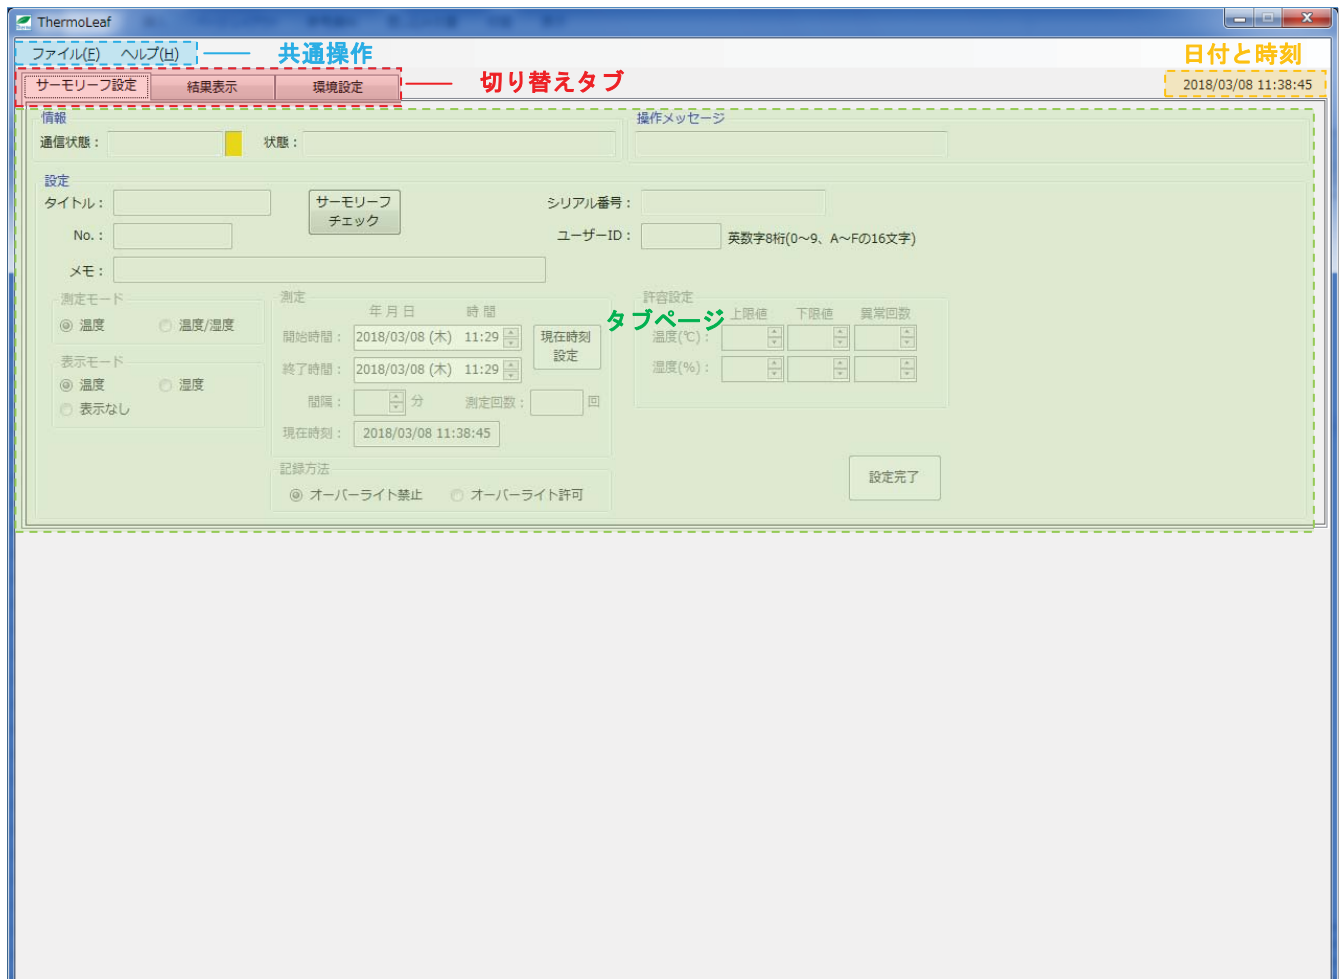 ThermoLeaf
ファイル(F) ヘルプ(H) 共通操作 日付と時刻
サーモリーフ設定 結果表示 環境設定 切り替えタブ 2018/03/08 11:38:45
情報 操作メッセージ
通信状態： 状態：
設定
タイトル： サーモリーフ
チェック シリアル番号：
No.： ユーザーID： 英数字8桁(0～9、A～Fの16文字)
メモ：
測定モード 測定 許容設定
年月日 時間 タブページ 上限値 下限値 異常回数
温度 温度/湿度 開始時間： 2018/03/08 (木) 11:29 現在時刻
設定 温度(℃)：
表示モード 終了時間： 2018/03/08 (木) 11:29 湿度(%)：
温度 湿度
表示なし 間隔： 分 測定回数： 回
現在時刻： 2018/03/08 11:38:45
記録方法 設定完了
オーバーライト禁止 オーバーライト許可